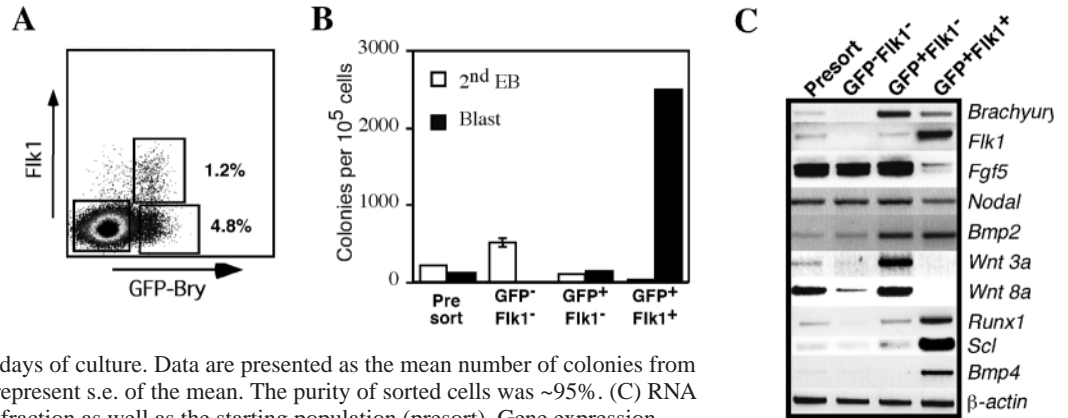 A
Flk1
1.2%
4.8%
GFP-Bry
B
3000
2000
1000
0
Colonies per 10⁵ cells
2nd EB
Blast
Pre sort
GFP- Flk1-
GFP+ Flk1-
GFP+ Flk1+
C
Presort
GFP-Flk1-
GFP+Flk1-
GFP+Flk1+
Brachyury
Flk1
Fgf5
Nodal
Bmp2
Wnt 3a
Wnt 8a
Runx1
Scl
Bmp4
β-actin
days of culture. Data are presented as the mean number of colonies from
represent s.e. of the mean. The purity of sorted cells was ~95%. (C) RNA
fraction as well as the starting population (presort). Gene expression